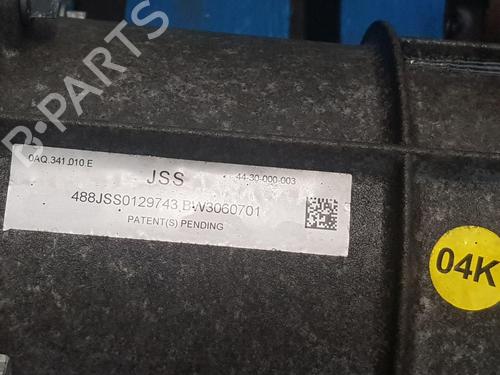 B-PARTS
0AQ.341.010.E
JSS
44-30-000-003
488JSS0129743,BW3060701
PATENT(S) PENDING
04K